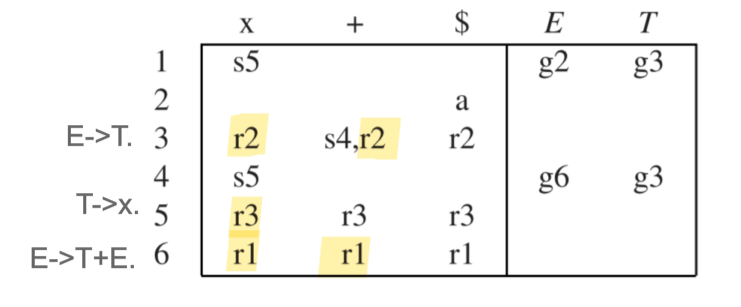 x + $ E T
1 s5 g2 g3
2 a
E->T. 3 r2 s4,r2 r2
4 s5 g6 g3
T->x. 5 r3 r3 r3
E->T+E. 6 r1 r1 r1